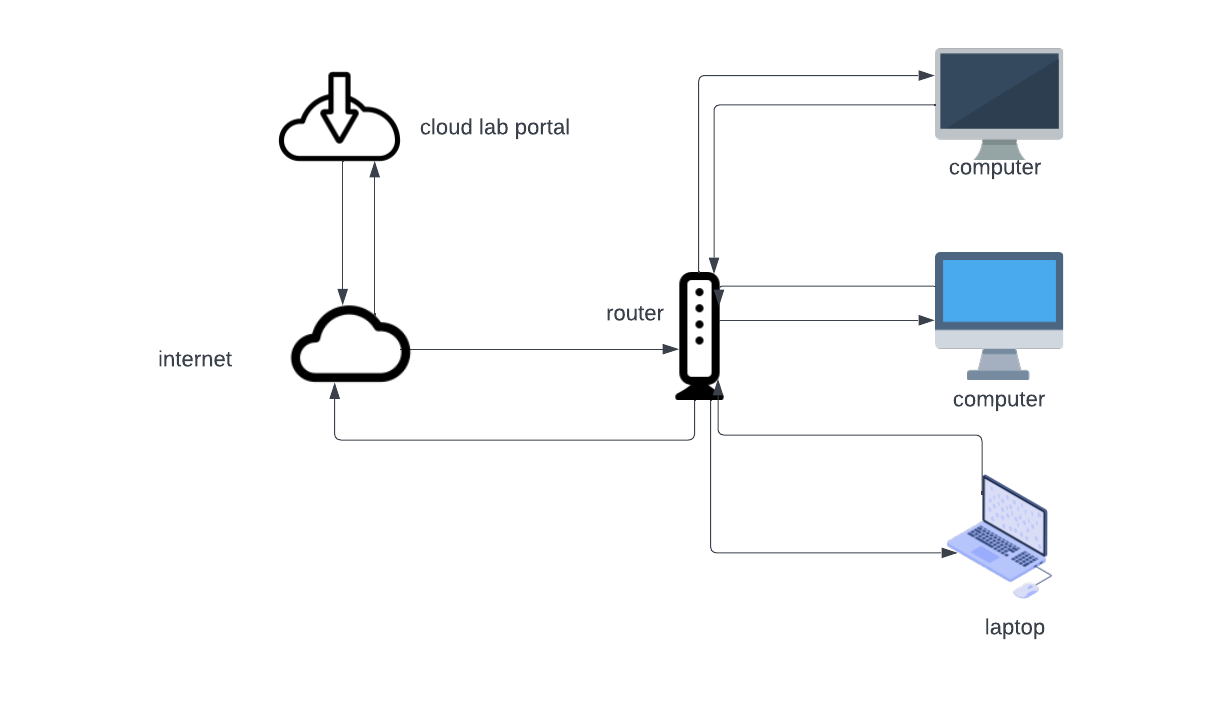 cloud lab portal
computer
router
internet
computer
laptop